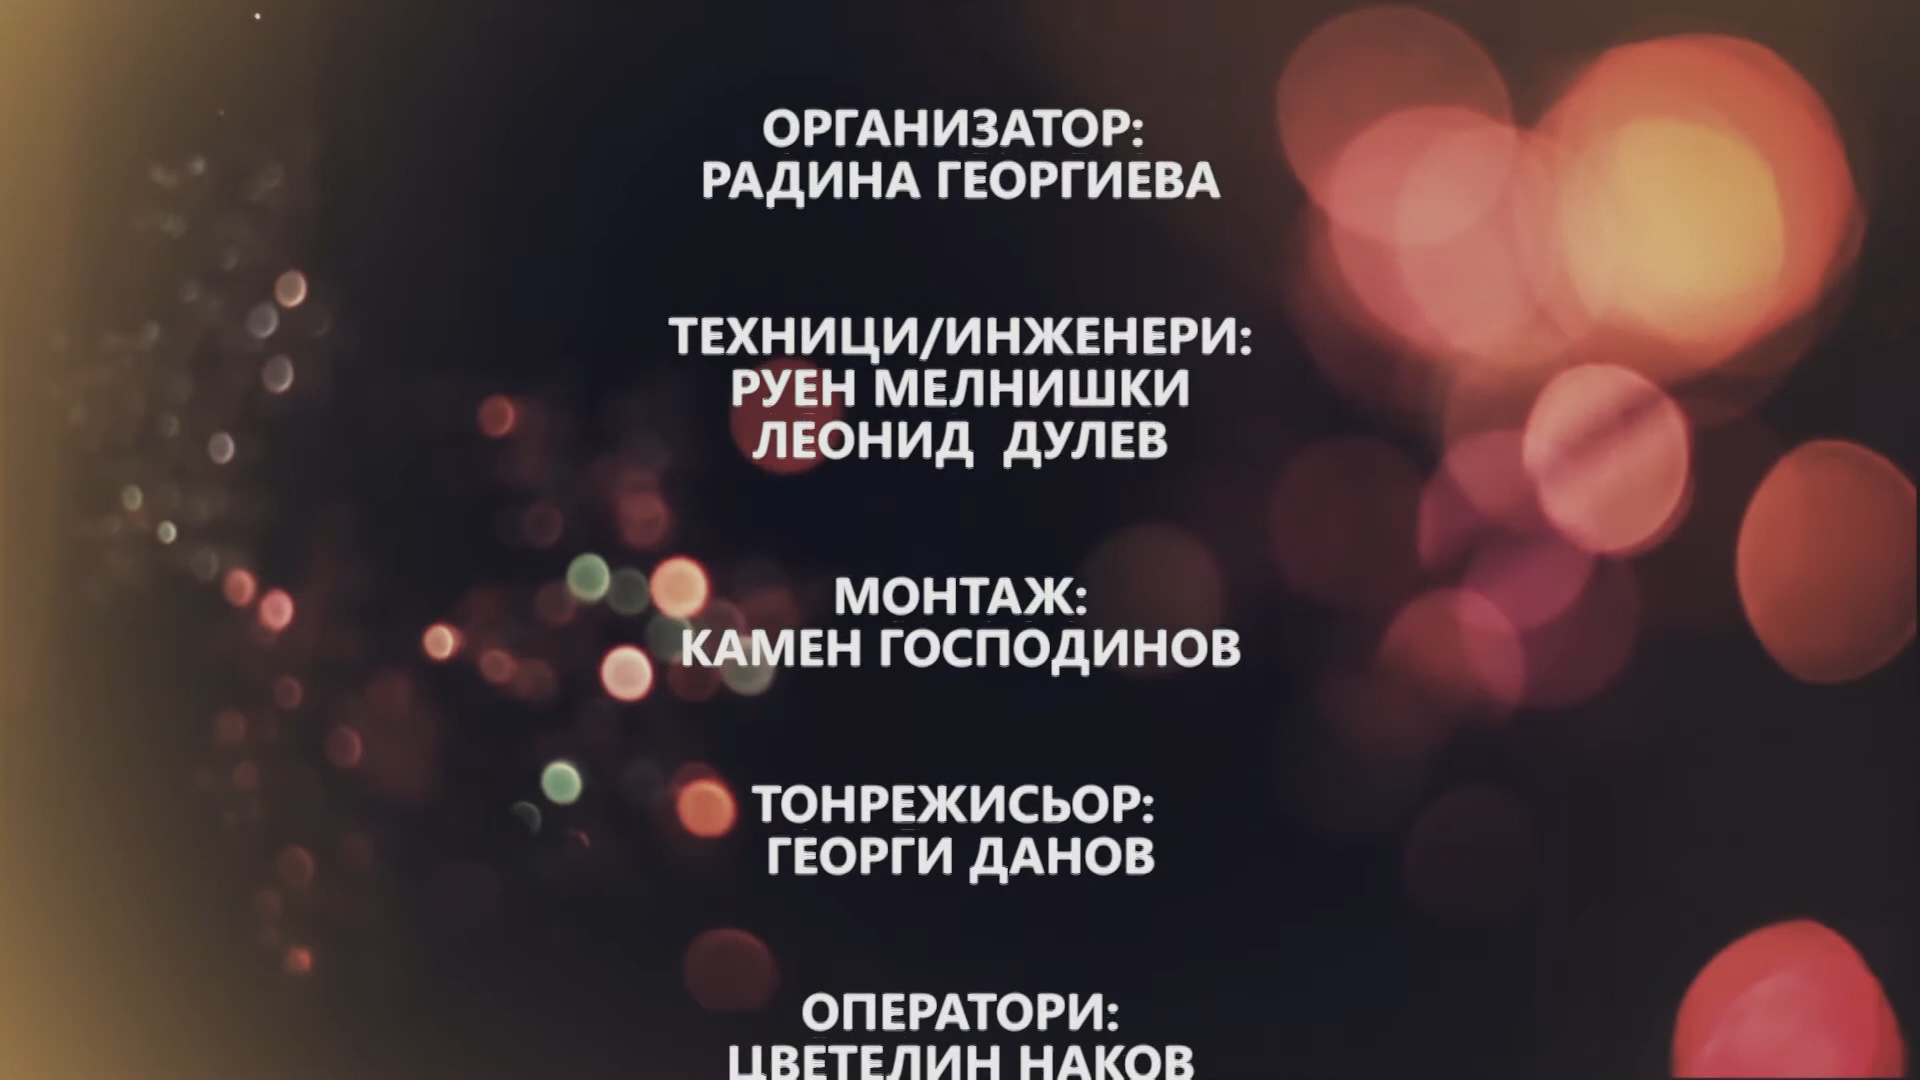 ОРГАНИЗАТОР:
РАДИНА ГЕОРГИЕВА
ТЕХНИЦИ/ИНЖЕНЕРИ:
РУЕН МЕЛНИШКИ
ЛЕОНИД ДУЛЕВ
МОНТАЖ:
КАМЕН ГОСПОДИНОВ
ТОНРЕЖИСЬОР:
ГЕОРГИ ДАНОВ
ОПЕРАТОРИ:
ЦВЕТЕЛИН НАКОВ